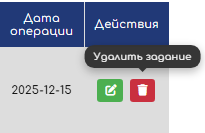 Дата
операции
Действия
Удалить задание
2025-12-15